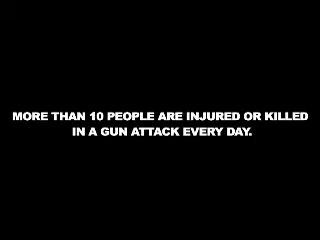 MORE THAN 10 PEOPLE ARE INJURED OR KILLED
IN A GUN ATTACK EVERY DAY.